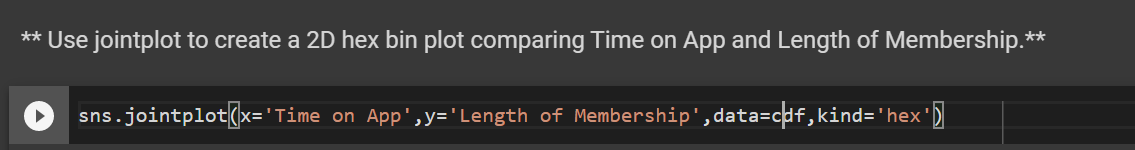 ** Use jointplot to create a 2D hex bin plot comparing Time on App and Length of Membership.**
sns.jointplot(x='Time on App',y='Length of Membership',data=cdf,kind='hex')